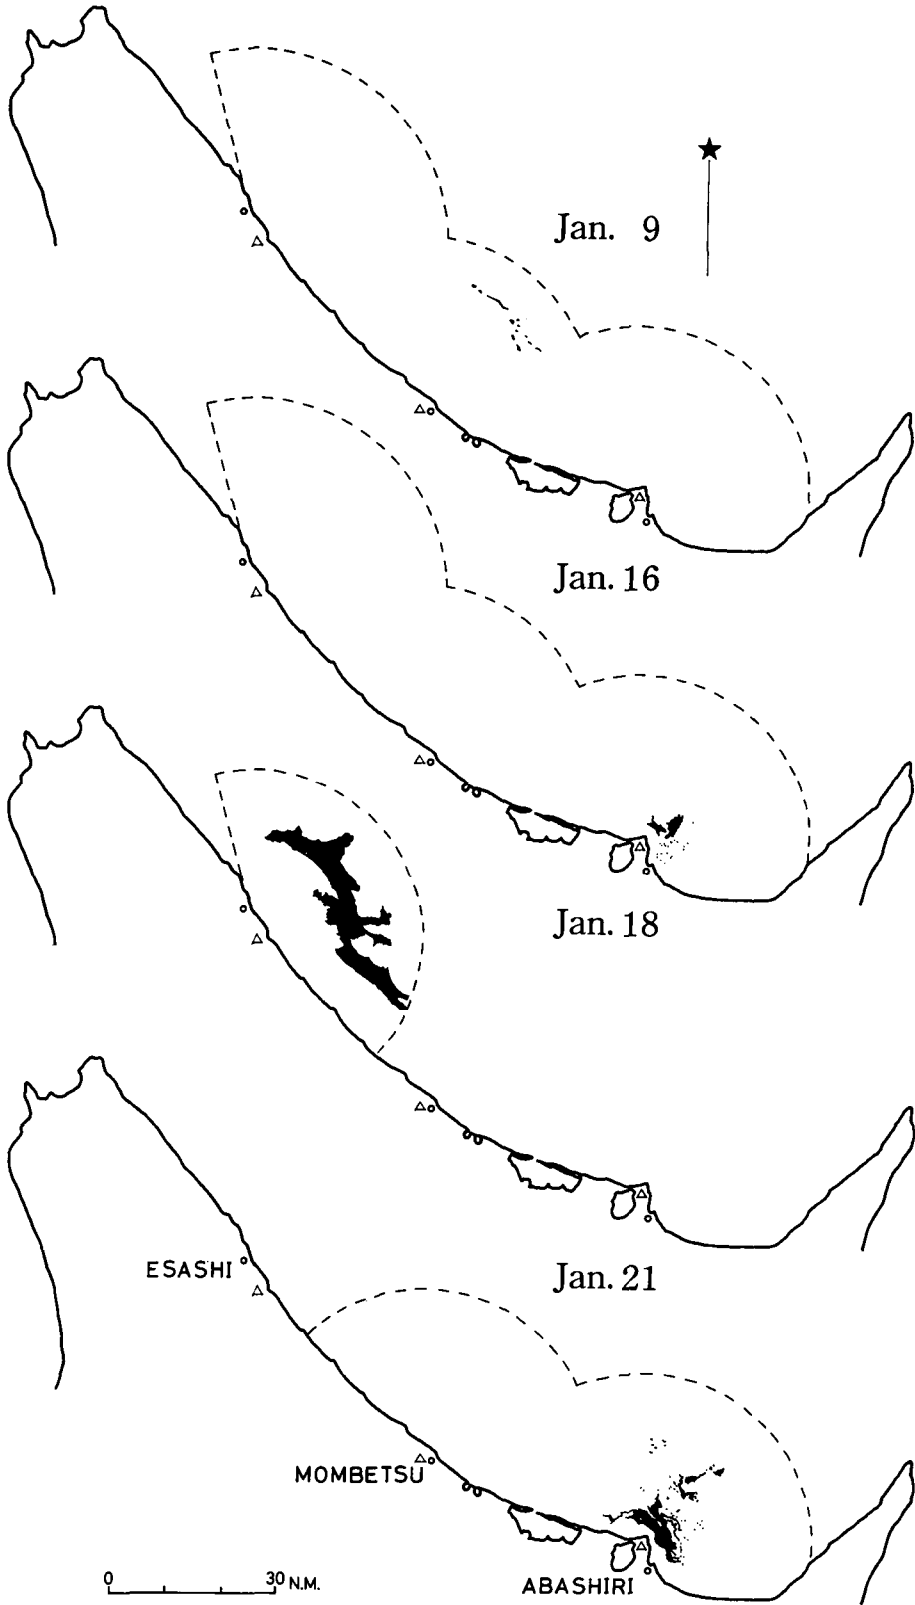 Jan. 9
Jan. 16
Jan. 18
Jan. 21
ESASHI
MOMBETSU
ABASHIRI
0 30 N.M.